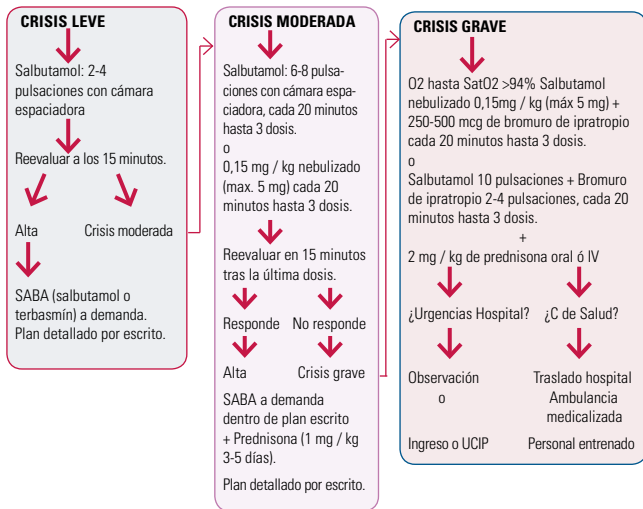 CRISIS LEVE
Salbutamol: 2-4
pulsaciones con cámara
espaciadora
Reevaluar a los 15 minutos.
Alta
Crisis moderada
SABA (salbutamol o
terbasmín) a demanda.
Plan detallado por escrito.
CRISIS MODERADA
Salbutamol: 6-8 pulsa-
ciones con cámara espa-
ciadora, cada 20 minutos
hasta 3 dosis.
o
0,15 mg / kg nebulizado
(max. 5 mg) cada 20
minutos hasta 3 dosis.
Reevaluar en 15 minutos
tras la última dosis.
Responde
No responde
Alta
Crisis grave
SABA a demanda
dentro de plan escrito
+ Prednisona (1 mg / kg
3-5 días).
Plan detallado por escrito.
CRISIS GRAVE
O2 hasta SatO2 >94% Salbutamol
nebulizado 0,15mg / kg (máx 5 mg) +
250-500 mcg de bromuro de ipratropio
cada 20 minutos hasta 3 dosis.
o
Salbutamol 10 pulsaciones + Bromuro
de ipratropio 2-4 pulsaciones, cada 20
minutos hasta 3 dosis.
+
2 mg / kg de prednisona oral ó IV
¿Urgencias Hospital?
¿C de Salud?
Observación
o
Ingreso o UCIP
Traslado hospital
Ambulancia
medicalizada
Personal entrenado